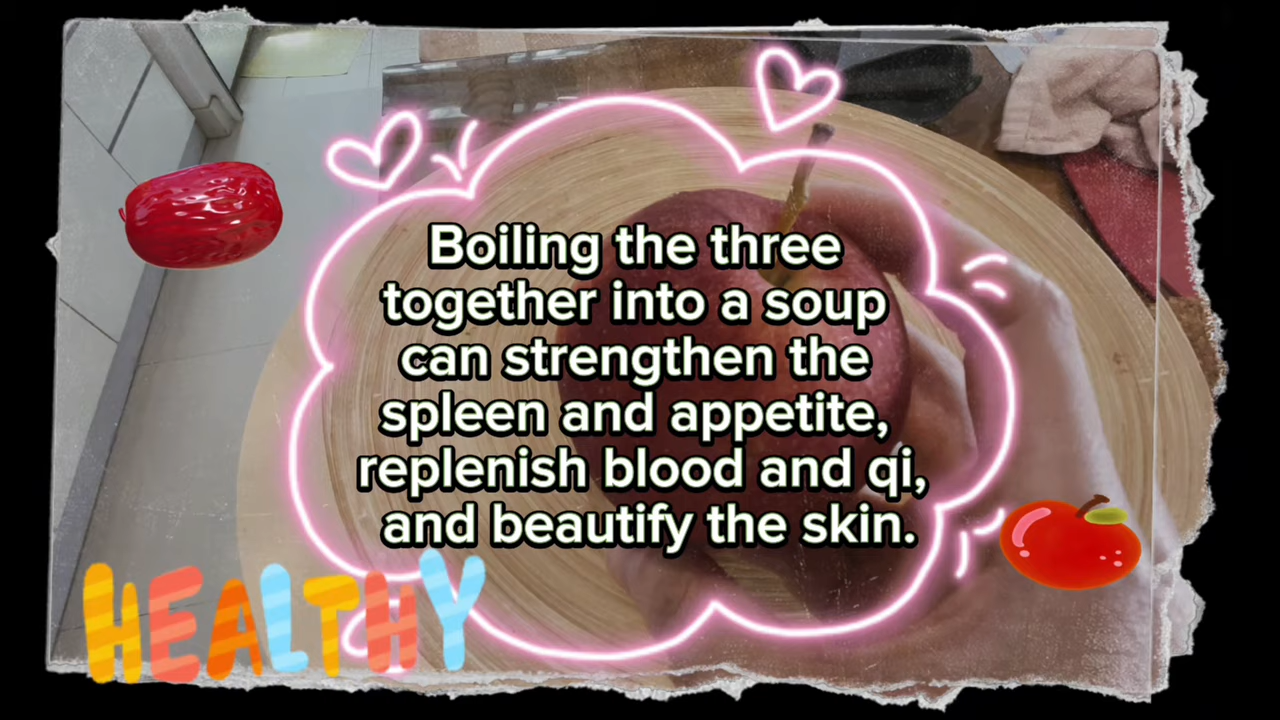 Boiling the three
together into a soup
can strengthen the
spleen and appetite,
replenish blood and qi,
and beautify the skin.
HEALTHY